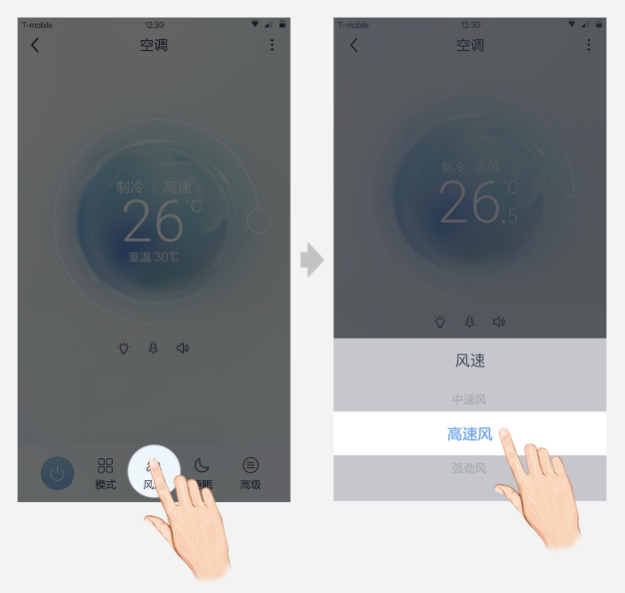 T-mobile 12:30
空调
制冷 高速
26℃
室温 30℃
模式 风 眠 高级
T-mobile 12:30
空调
制冷 高风
26.5℃
风速
中速风
高速风
强劲风